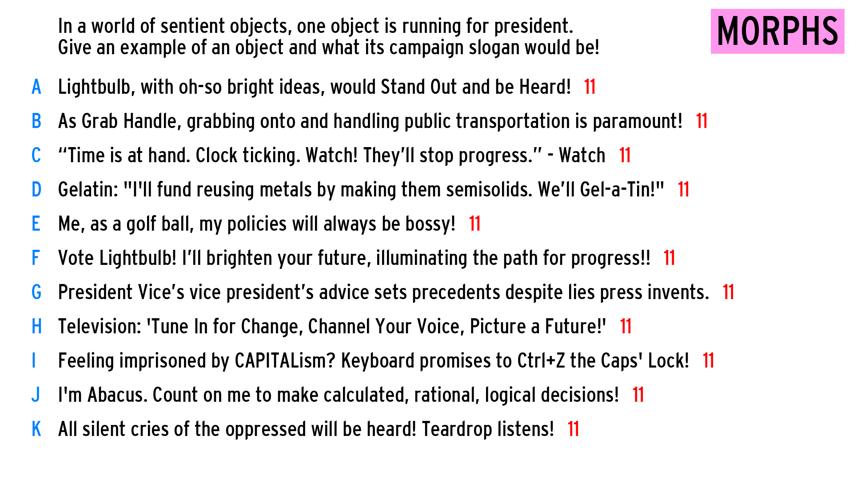 In a world of sentient objects, one object is running for president.
Give an example of an object and what its campaign slogan would be!
MORPHS
A Lightbulb, with oh-so bright ideas, would Stand Out and be Heard! 11
B As Grab Handle, grabbing onto and handling public transportation is paramount! 11
C “Time is at hand. Clock ticking. Watch! They’ll stop progress.” - Watch 11
D Gelatin: "I'll fund reusing metals by making them semisolids. We’ll Gel-a-Tin!" 11
E Me, as a golf ball, my policies will always be bossy! 11
F Vote Lightbulb! I’ll brighten your future, illuminating the path for progress!! 11
G President Vice’s vice president’s advice sets precedents despite lies press invents. 11
H Television: 'Tune In for Change, Channel Your Voice, Picture a Future!' 11
I Feeling imprisoned by CAPITALism? Keyboard promises to Ctrl+Z the Caps' Lock! 11
J I'm Abacus. Count on me to make calculated, rational, logical decisions! 11
K All silent cries of the oppressed will be heard! Teardrop listens! 11